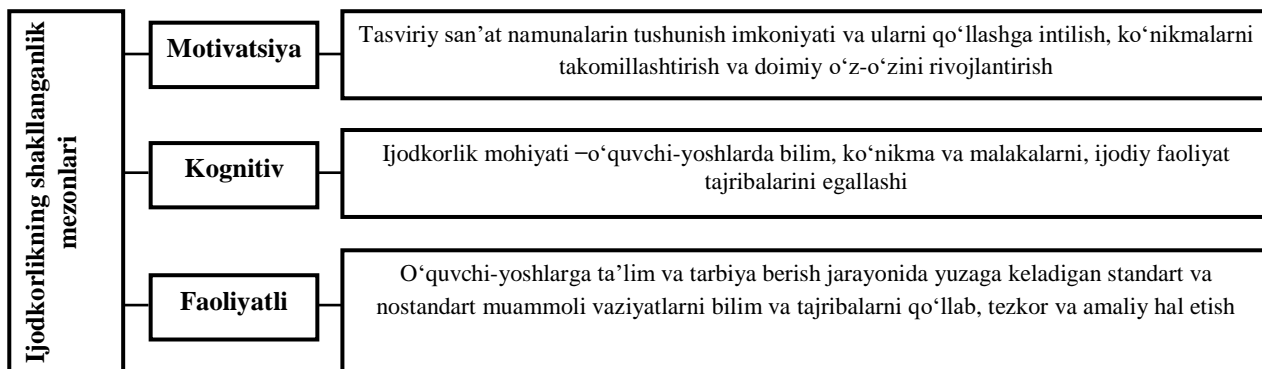 Ijodkorlikning shakllanganlik
mezonlari
Motivatsiya
Tasviriy san’at namunalarin tushunish imkoniyati va ularni qo‘llashga intilish, ko‘nikmalarni
takomillashtirish va doimiy o‘z-o‘zini rivojlantirish
Kognitiv
Ijodkorlik mohiyati –o‘quvchi-yoshlarda bilim, ko‘nikma va malakalarni, ijodiy faoliyat
tajribalarini egallashi
Faoliyatli
O‘quvchi-yoshlarga ta’lim va tarbiya berish jarayonida yuzaga keladigan standart va
nostandart muammoli vaziyatlarni bilim va tajribalarni qo‘llab, tezkor va amaliy hal etish